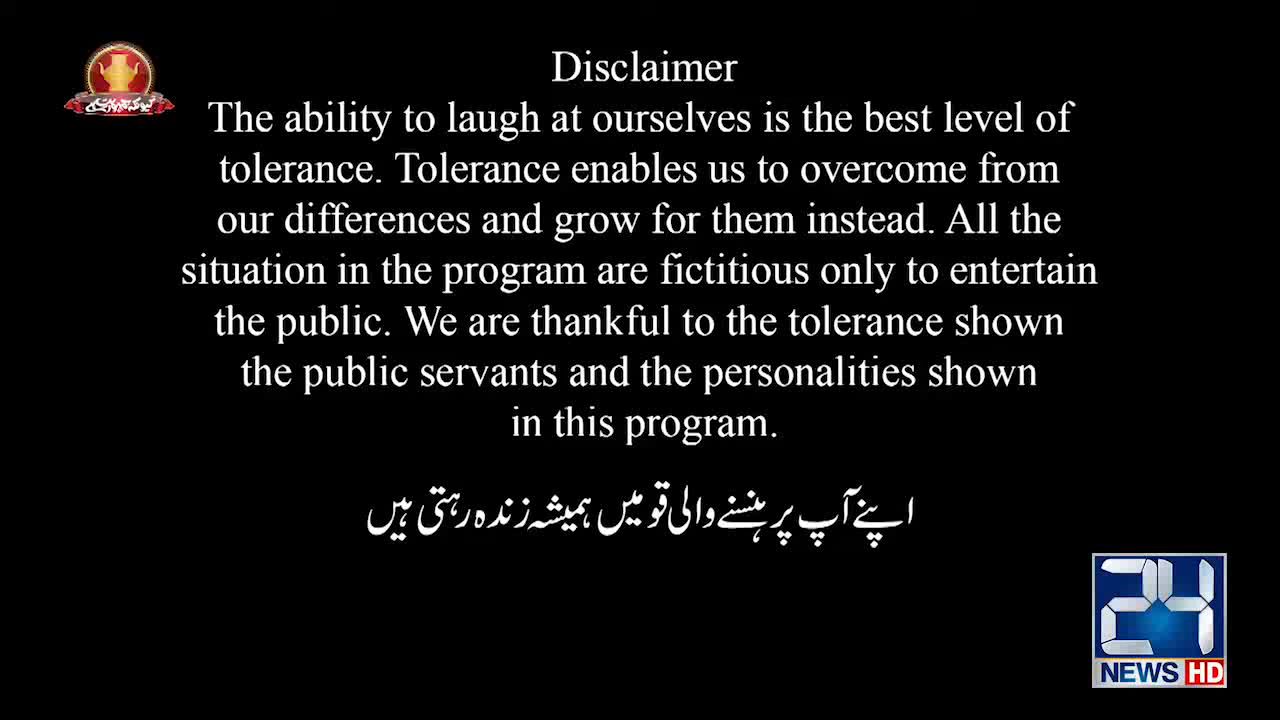 Disclaimer
The ability to laugh at ourselves is the best level of
tolerance. Tolerance enables us to overcome from
our differences and grow for them instead. All the
situation in the program are fictitious only to entertain
the public. We are thankful to the tolerance shown
the public servants and the personalities shown
in this program.
اپنے آپ پر ہنسنے والی قومیں ہمیشہ زندہ رہتی ہیں
24
NEWS HD